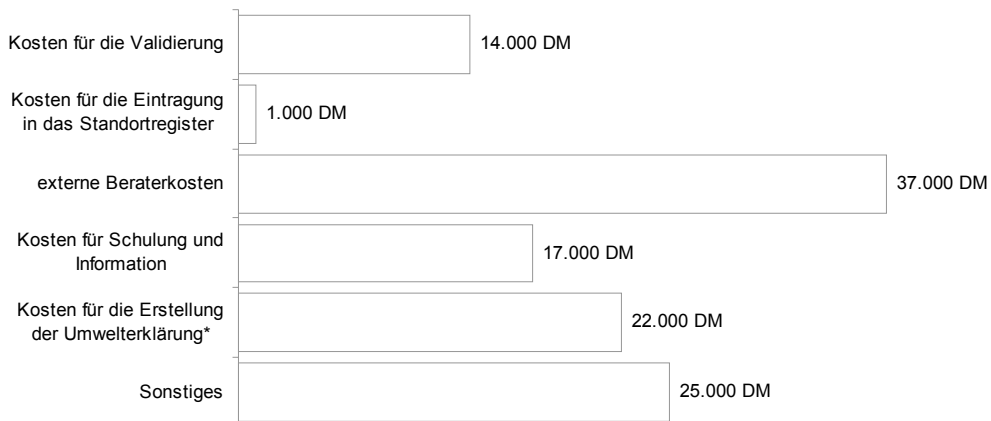 Kosten für die Validierung
14.000 DM
Kosten für die Eintragung
in das Standortregister
1.000 DM
externe Beraterkosten
37.000 DM
Kosten für Schulung und
Information
17.000 DM
Kosten für die Erstellung
der Umwelterklärung*
22.000 DM
Sonstiges
25.000 DM